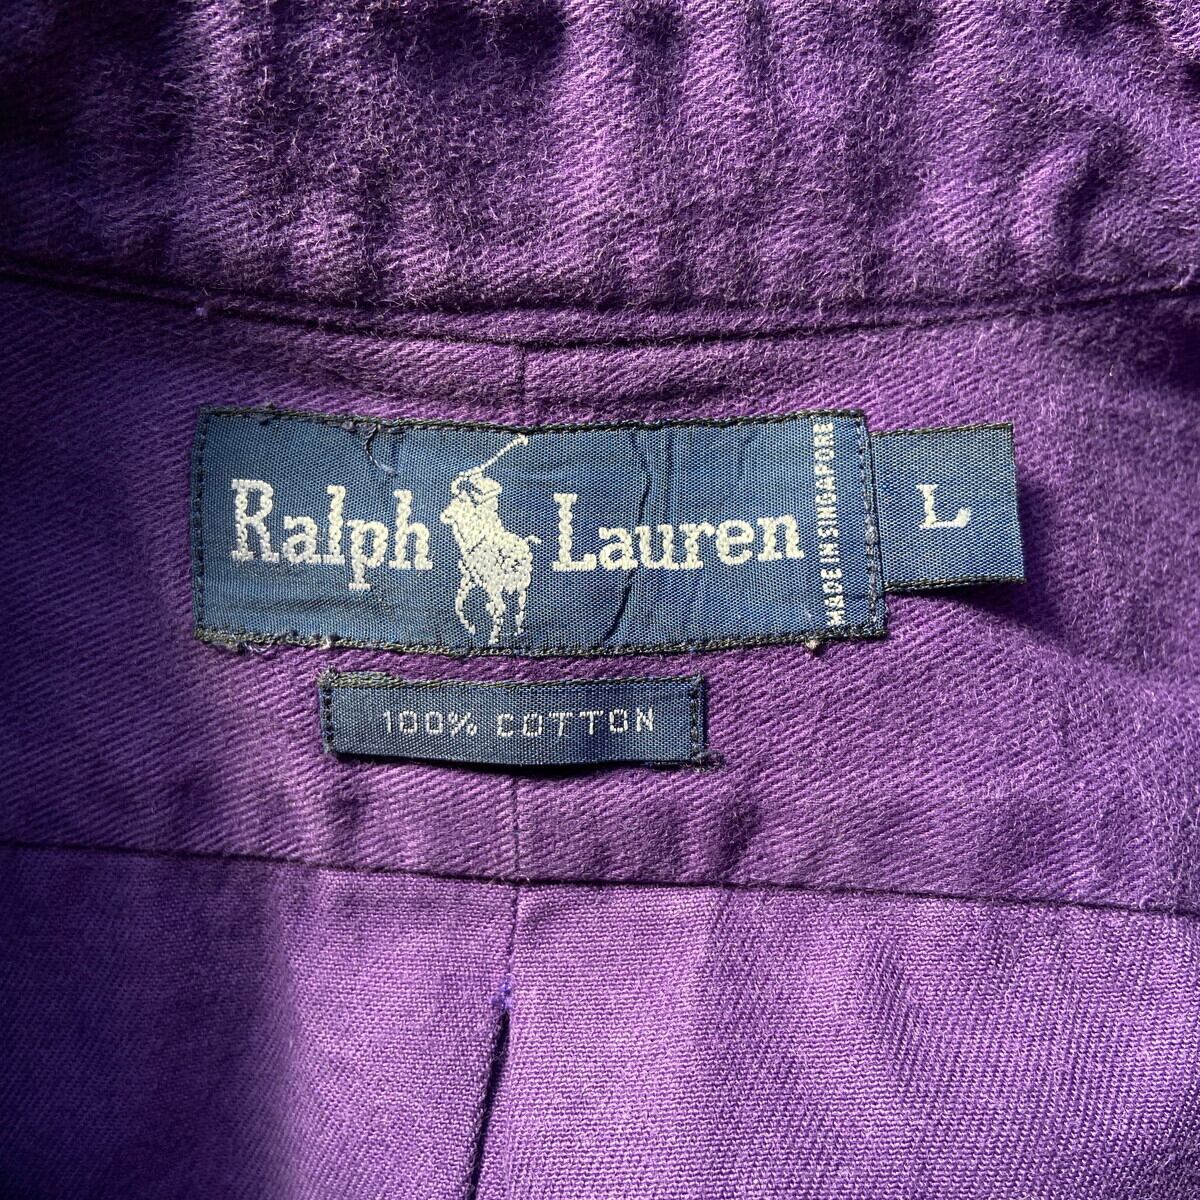 Ralph Lauren
MADE IN SINGAPORE
L
100% COTTON